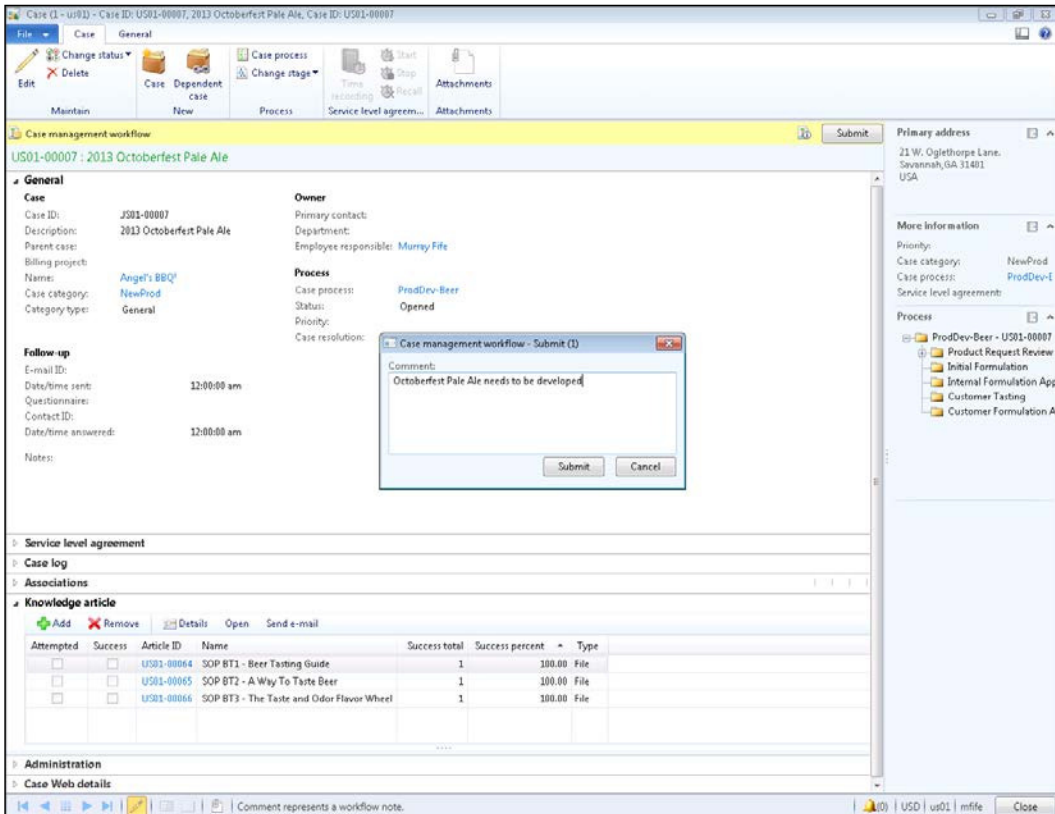 Case (1 - us01) - Case ID: US01-00007, 2013 Octoberfest Pale Ale, Case ID: US01-00007
File Case General
Edit
Change status
Delete
Maintain
Case
Dependent case
New
Case process
Change stage
Process
Time recording
Start
Stop
Recall
Service level agreem...
Attachments
Attachments
Case management workflow Submit
US01-00007 : 2013 Octoberfest Pale Ale
General
Case
Case ID: JS01-00007
Description: 2013 Octoberfest Pale Ale
Parent case:
Billing project:
Name: Angel's BBQ
Case category: NewProd
Category type: General
Follow-up
E-mail ID:
Date/time sent: 12:00:00 am
Questionnaire:
Contact ID:
Date/time answered: 12:00:00 am
Notes:
Owner
Primary contact:
Department:
Employee responsible: Murray Fife
Process
Case process: ProdDev-Beer
Status: Opened
Priority:
Case resolution:
Case management workflow - Submit (1)
Comment:
Octoberfest Pale Ale needs to be developed
Submit Cancel
Service level agreement
Case log
Associations
Knowledge article
Add Remove Details Open Send e-mail
Attempted Success Article ID Name Success total Success percent Type
US01-00064 SOP BT1 - Beer Tasting Guide 1 100.00 File
US01-00065 SOP BT2 - A Way To Taste Beer 1 100.00 File
US01-00066 SOP BT3 - The Taste and Odor Flavor Wheel 1 100.00 File
Administration
Case Web details
Primary address
21 W. Oglethorpe Lane.
Savannah,GA 31401
USA
More information
Priority:
Case category: NewProd
Case process: ProdDev-E
Service level agreement:
Process
ProdDev-Beer - US01-00007
Product Request Review
Initial Formulation
Internal Formulation App
Customer Tasting
Customer Formulation A
Comment represents a workflow note. (0) USD us01 mfife Close